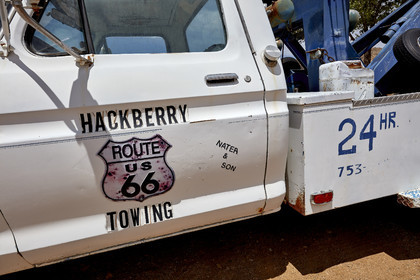 HACKBERRY
ROUTE
US
66
TOWING
NATER
&
SON
24 HR.
753-